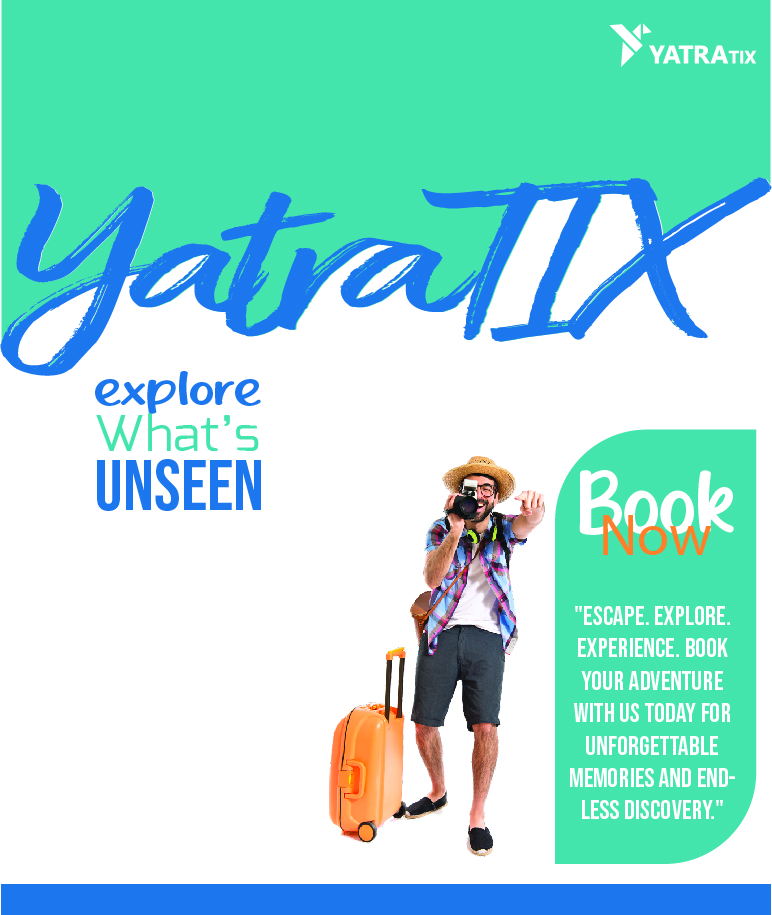 YATRATIX
YatraTIX
explore
What's
UNSEEN
Book
Now
"ESCAPE. EXPLORE.
EXPERIENCE. BOOK
YOUR ADVENTURE
WITH US TODAY FOR
UNFORGETTABLE
MEMORIES AND END-
LESS DISCOVERY."